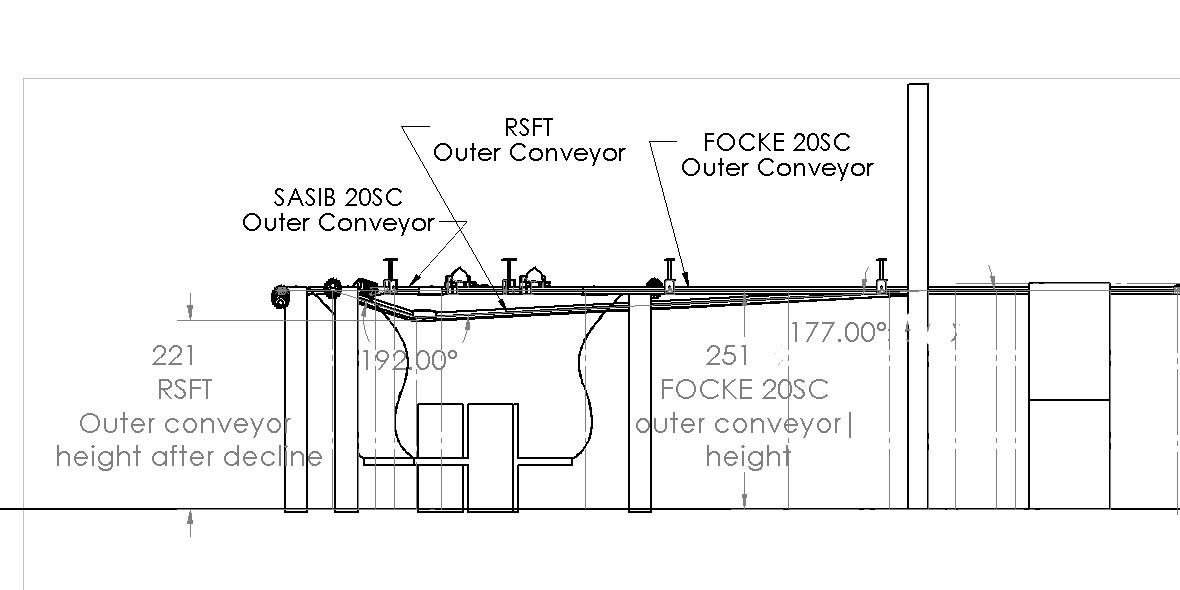 RSFT
Outer Conveyor
FOCKE 20SC
Outer Conveyor
SASIB 20SC
Outer Conveyor
221
RSFT
Outer conveyor
height after decline
192.00°
251
FOCKE 20SC
outer conveyor
height
177.00°